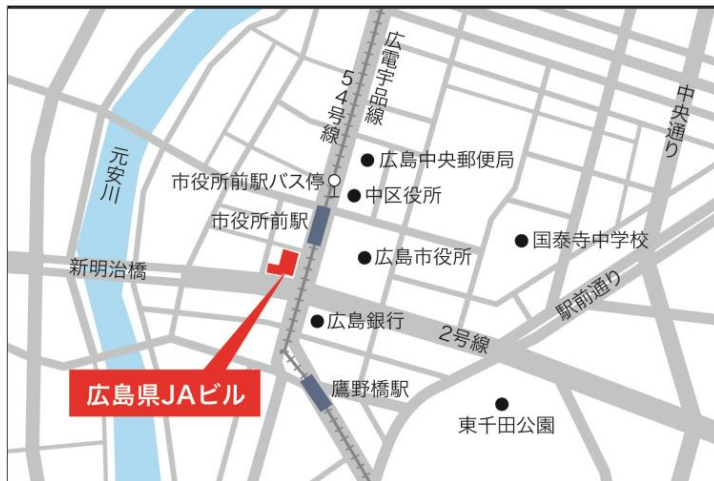 広電宇品線
54号線
中央通り
元安川
広島中央郵便局
市役所前駅バス停
中区役所
市役所前駅
国泰寺中学校
広島市役所
新明治橋
駅前通り
広島銀行
2号線
広島県JAビル
鷹野橋駅
東千田公園